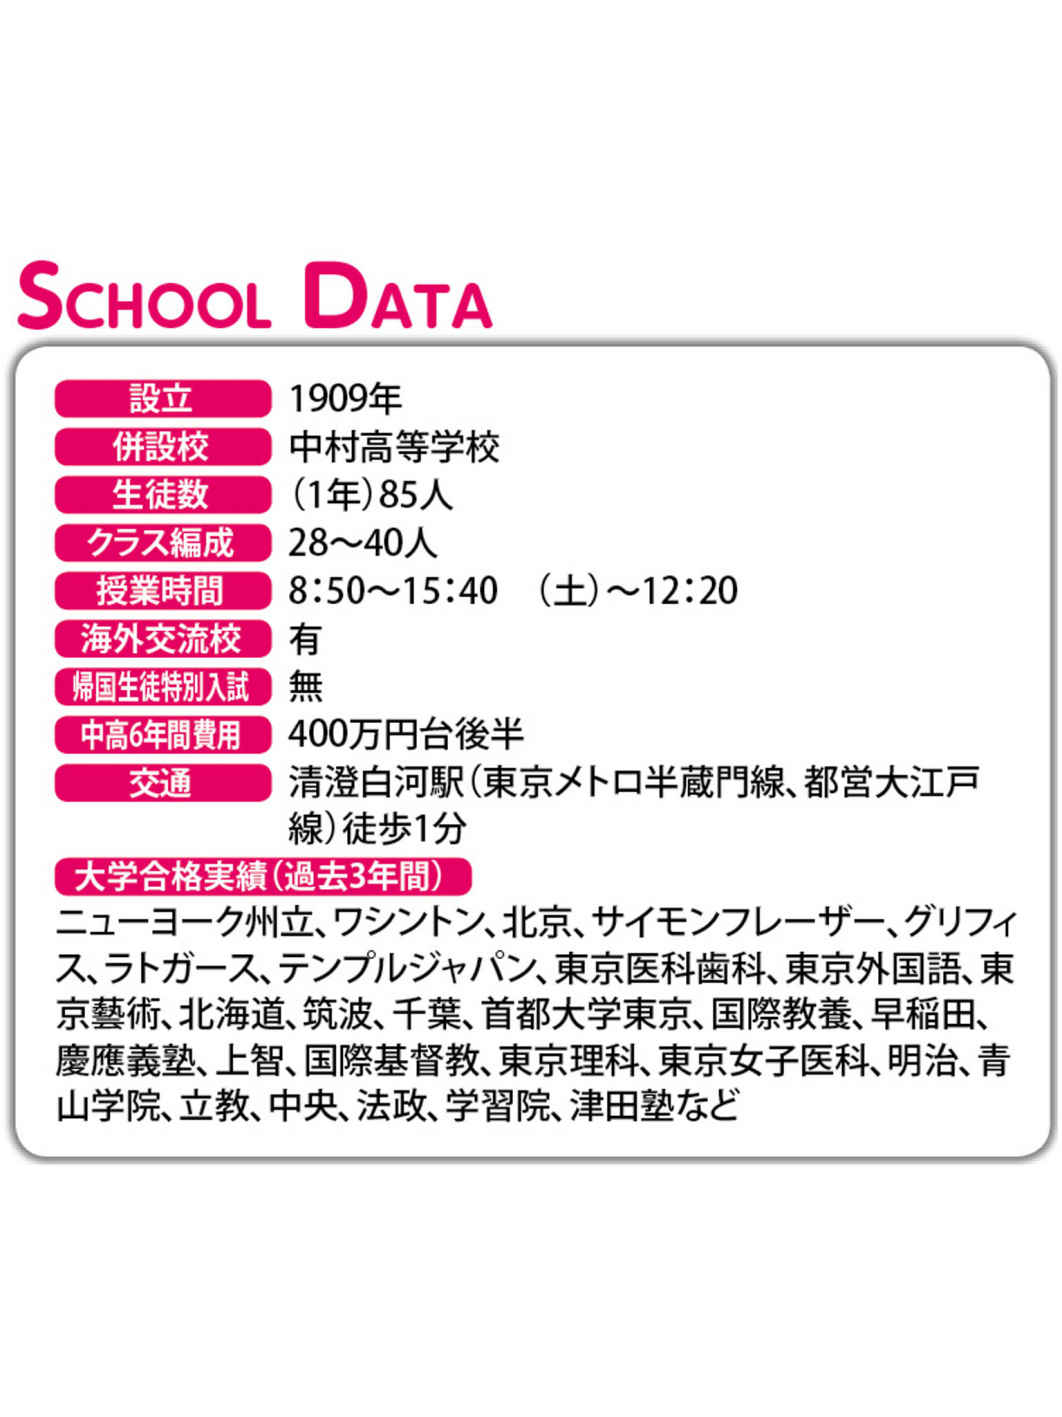 SCHOOL DATA
設立 1909年
併設校 中村高等学校
生徒数 （1年）85人
クラス編成 28～40人
授業時間 8：50～15：40　（土）～12：20
海外交流校 有
帰国生徒特別入試 無
中高6年間費用 400万円台後半
交通 清澄白河駅（東京メトロ半蔵門線、都営大江戸
線）徒歩1分
大学合格実績（過去3年間）
ニューヨーク州立、ワシントン、北京、サイモンフレーザー、グリフィ
ス、ラトガース、テンプルジャパン、東京医科歯科、東京外国語、東
京藝術、北海道、筑波、千葉、首都大学東京、国際教養、早稲田、
慶應義塾、上智、国際基督教、東京理科、東京女子医科、明治、青
山学院、立教、中央、法政、学習院、津田塾など